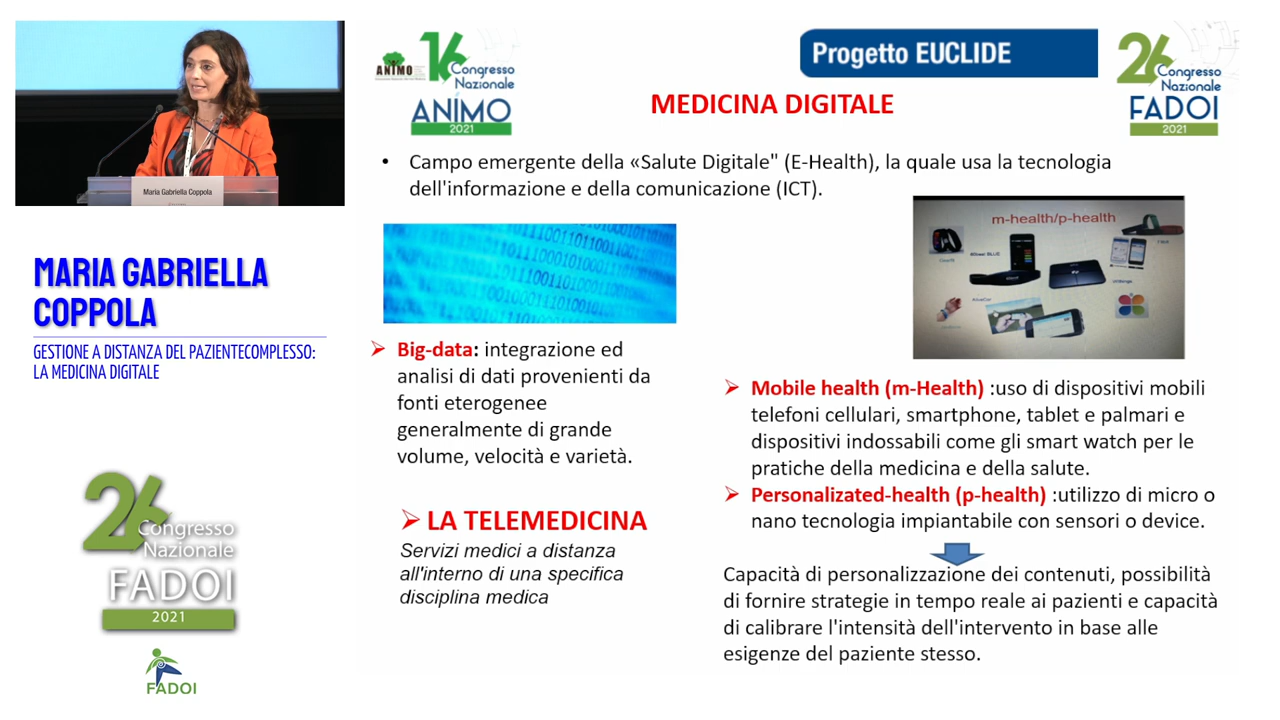 Maria Gabriella Coppola
MARIA GABRIELLA
COPPOLA
GESTIONE A DISTANZA DEL PAZIENTECOMPLESSO:
LA MEDICINA DIGITALE
26
Congresso
Nazionale
FADOI
2021
FADOI
ANIMO
16
Congresso
Nazionale
ANIMO
2021
Progetto EUCLIDE
26
Congresso
Nazionale
FADOI
2021
MEDICINA DIGITALE
• Campo emergente della «Salute Digitale" (E-Health), la quale usa la tecnologia
dell'informazione e della comunicazione (ICT).
m-health/p-health
➢ Big-data: integrazione ed
analisi di dati provenienti da
fonti eterogenee
generalmente di grande
volume, velocità e varietà.
➢ LA TELEMEDICINA
Servizi medici a distanza
all'interno di una specifica
disciplina medica
➢ Mobile health (m-Health) :uso di dispositivi mobili
telefoni cellulari, smartphone, tablet e palmari e
dispositivi indossabili come gli smart watch per le
pratiche della medicina e della salute.
➢ Personalizated-health (p-health) :utilizzo di micro o
nano tecnologia impiantabile con sensori o device.
Capacità di personalizzazione dei contenuti, possibilità
di fornire strategie in tempo reale ai pazienti e capacità
di calibrare l'intensità dell'intervento in base alle
esigenze del paziente stesso.